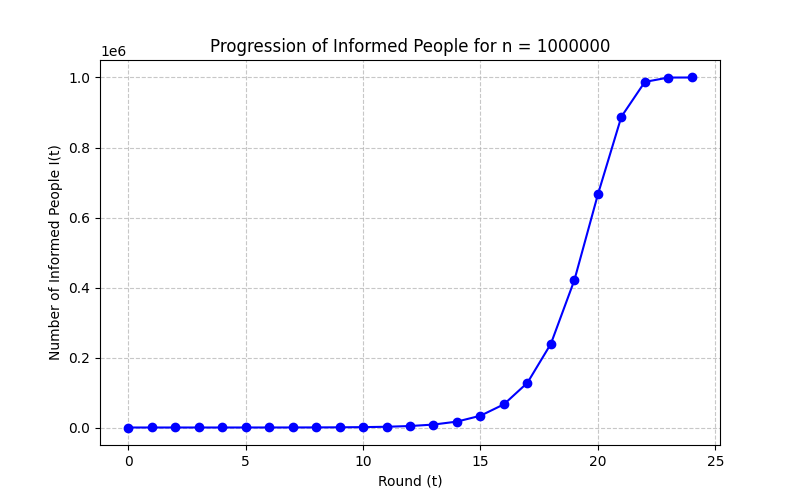 Progression of Informed People for n = 1000000
1e6
1.0
0.8
0.6
0.4
0.2
0.0
Number of Informed People I(t)
0 5 10 15 20 25
Round (t)